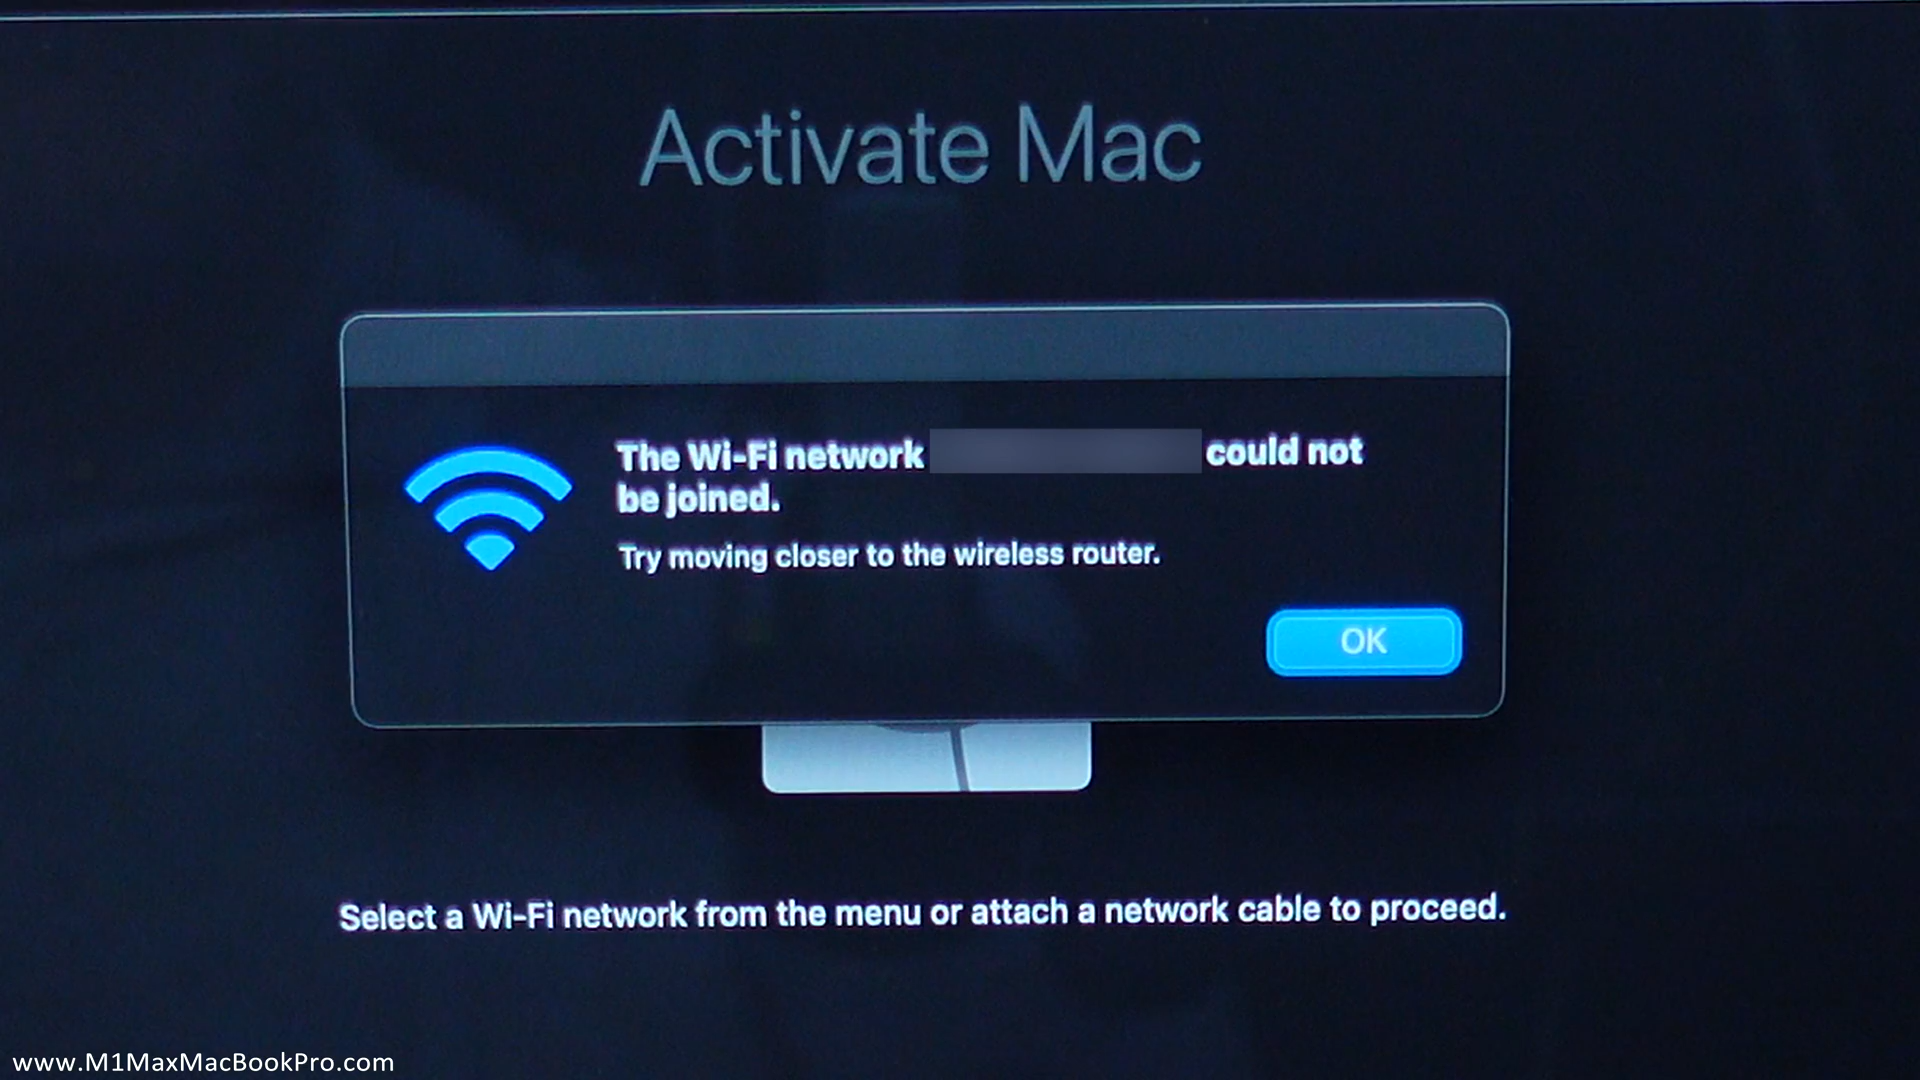 Activate Mac
The Wi-Fi network could not
be joined.
Try moving closer to the wireless router.
OK
Select a Wi-Fi network from the menu or attach a network cable to proceed.
www.M1MaxMacBookPro.com